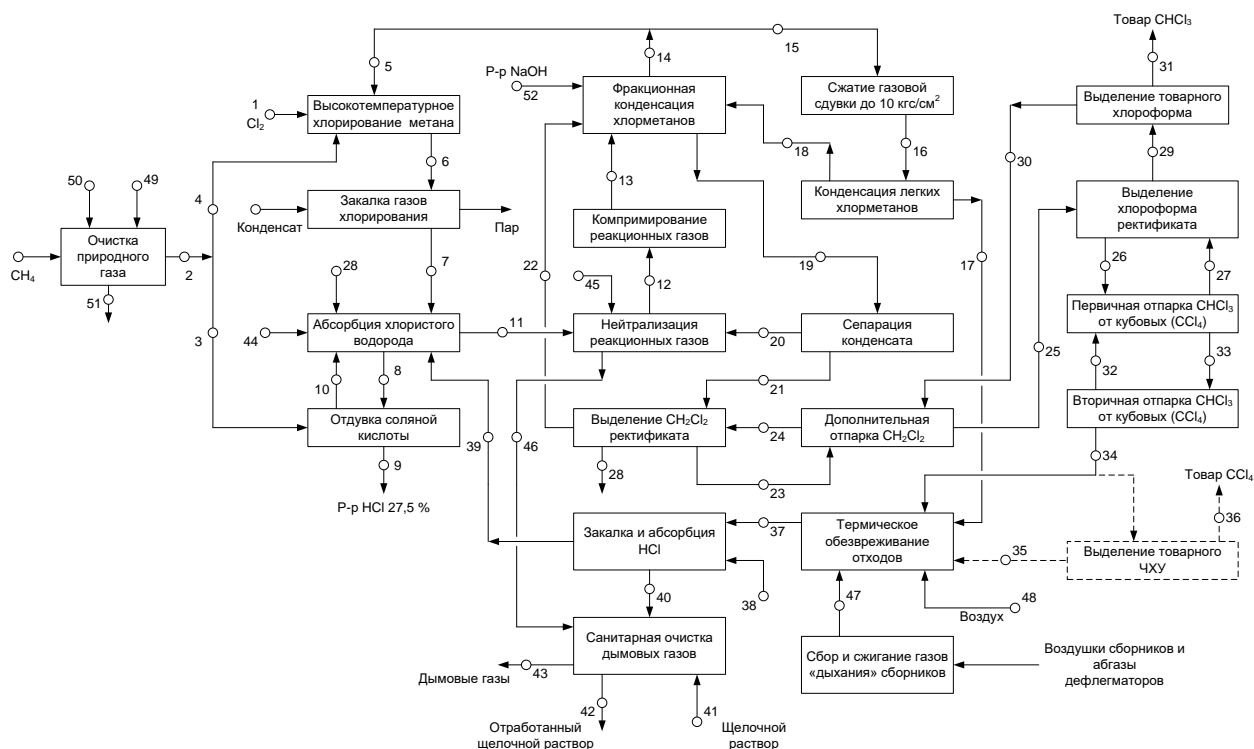 Товар CHCl₃
31
15
5
14
Р-р NaOH
52
1
Cl₂
Высокотемпературное
хлорирование метана
Фракционная
конденсация
хлорметанов
Сжатие газовой
сдувки до 10 кгс/см²
Выделение товарного
хлороформа
6
18
16
30
29
50
49
4
13
Конденсат
Закалка газов
хлорирования
Пар
Компримирование
реакционных газов
Конденсация легких
хлорметанов
Выделение
хлороформа
ректификата
CH₄
Очистка
природного
газа
2
51
28
7
22
45
12
19
17
26
27
3
44
Абсорбция хлористого
водорода
11
Нейтрализация
реакционных газов
20
Сепарация
конденсата
25
Первичная отпарка CHCl₃
от кубовых (CCl₄)
10
8
21
32
33
Отдувка соляной
кислоты
39
46
Выделение CH₂Cl₂
ректификата
24
Дополнительная
отпарка CH₂Cl₂
Вторичная отпарка CHCl₃
от кубовых (CCl₄)
9
28
23
34
Р-р HCl 27,5 %
Товар CCl₄
36
Закалка и абсорбция
HCl
37
Термическое
обезвреживание
отходов
35
Выделение товарного
ЧХУ
40
38
47
48
Воздух
Санитарная очистка
дымовых газов
43
Дымовые газы
Сбор и сжигание газов
«дыхания» сборников
Воздушки сборников и
абгазы
дефлегматоров
42
41
Отработанный
щелочной раствор
Щелочной
раствор